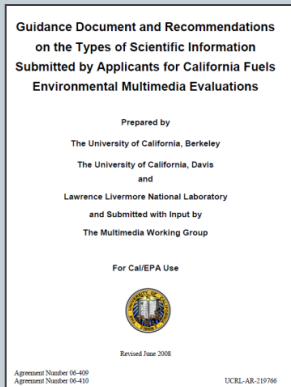 Guidance Document and Recommendations
on the Types of Scientific Information
Submitted by Applicants for California Fuels
Environmental Multimedia Evaluations
Prepared by
The University of California, Berkeley
The University of California, Davis
and
Lawrence Livermore National Laboratory
and Submitted with Input by
The Multimedia Working Group
For Cal/EPA Use
Revised June 2008
Agreement Number 06-409
Agreement Number 06-410
UCRL-AR-219766